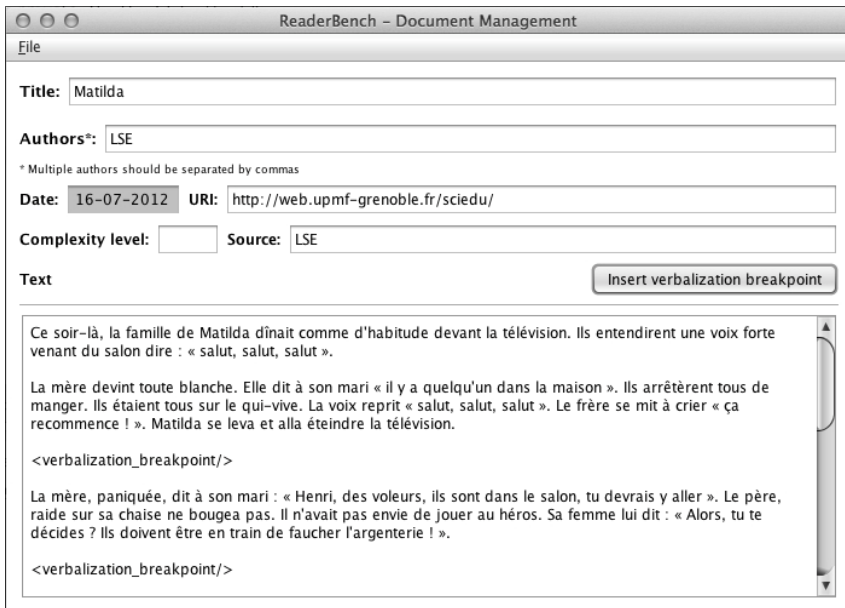 ReaderBench – Document Management
File
Title: Matilda
Authors*: LSE
* Multiple authors should be separated by commas
Date: 16-07-2012 URI: http://web.upmf-grenoble.fr/sciedu/
Complexity level: Source: LSE
Text Insert verbalization breakpoint
Ce soir-là, la famille de Matilda dînait comme d'habitude devant la télévision. Ils entendirent une voix forte
venant du salon dire : « salut, salut, salut ».
La mère devint toute blanche. Elle dit à son mari « il y a quelqu'un dans la maison ». Ils arrêtèrent tous de
manger. Ils étaient tous sur le qui-vive. La voix reprit « salut, salut, salut ». Le frère se mit à crier « ça
recommence ! ». Matilda se leva et alla éteindre la télévision.
<verbalization_breakpoint/>
La mère, paniquée, dit à son mari : « Henri, des voleurs, ils sont dans le salon, tu devrais y aller ». Le père,
raide sur sa chaise ne bougea pas. Il n'avait pas envie de jouer au héros. Sa femme lui dit : « Alors, tu te
décides ? Ils doivent être en train de faucher l'argenterie ! ».
<verbalization_breakpoint/>